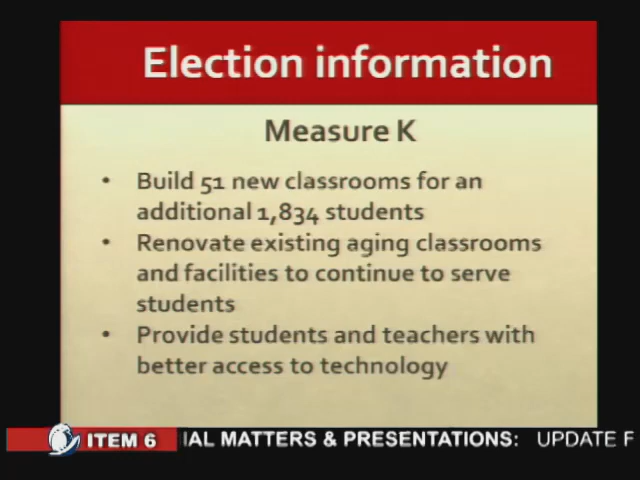 Election information
Measure K
• Build 51 new classrooms for an
additional 1,834 students
• Renovate existing aging classrooms
and facilities to continue to serve
students
• Provide students and teachers with
better access to technology
ITEM 6 IAL MATTERS & PRESENTATIONS: UPDATE F